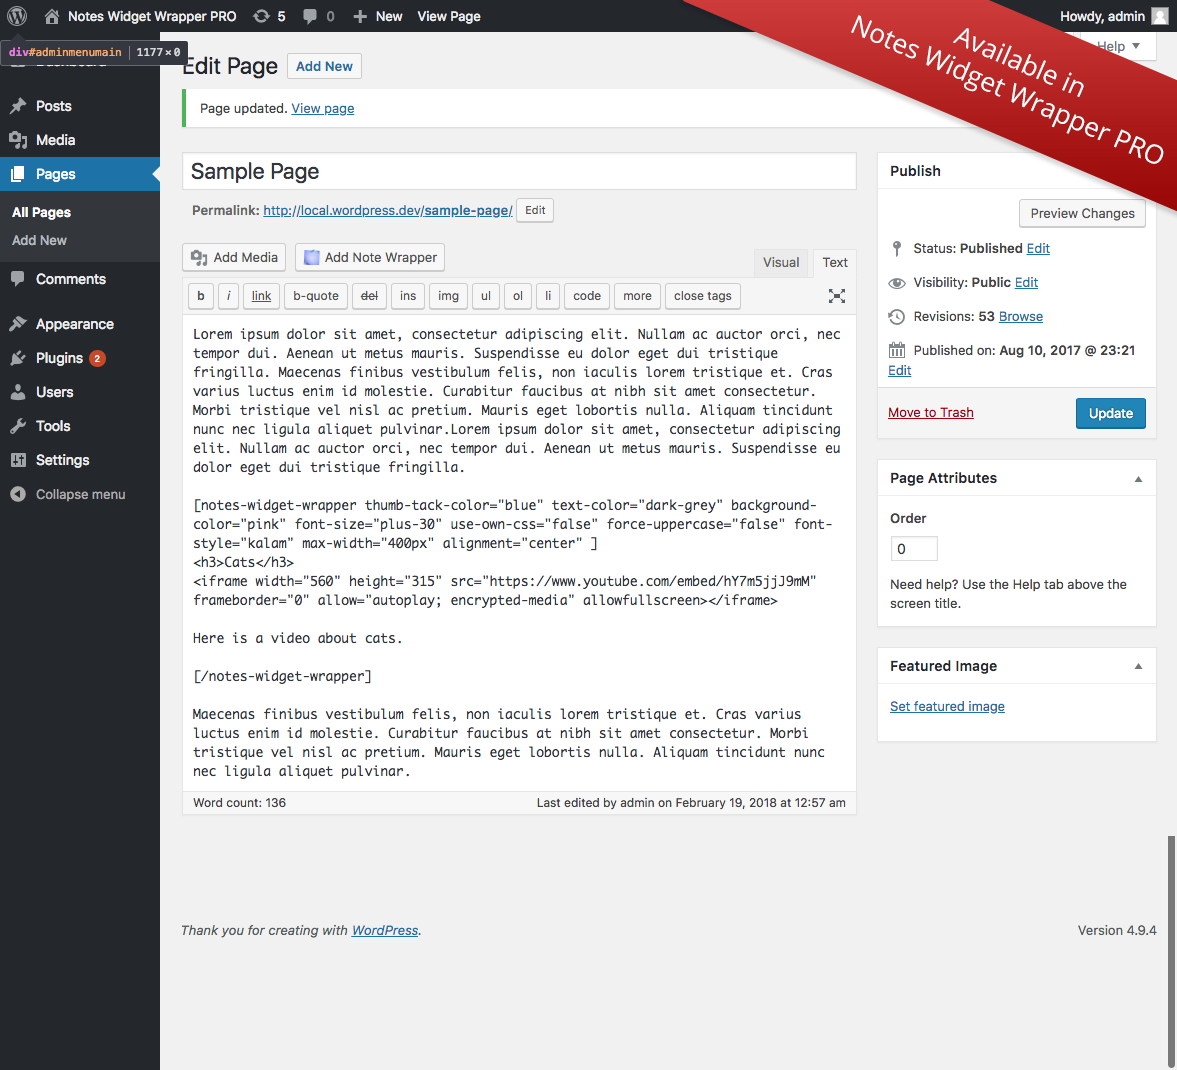 Notes Widget Wrapper PRO 5 0 New View Page Howdy, admin
div#adminmenumain 1177 × 0
Help
Available in
Notes Widget Wrapper PRO
Edit Page Add New
Page updated. View page
Posts
Media
Pages
All Pages
Add New
Comments
Appearance
Plugins 2
Users
Tools
Settings
Collapse menu
Sample Page
Permalink: http://local.wordpress.dev/sample-page/ Edit
Add Media Add Note Wrapper Visual Text
b i link b-quote del ins img ul ol li code more close tags
Lorem ipsum dolor sit amet, consectetur adipiscing elit. Nullam ac auctor orci, nec
tempor dui. Aenean ut metus mauris. Suspendisse eu dolor eget dui tristique
fringilla. Maecenas finibus vestibulum felis, non iaculis lorem tristique et. Cras
varius luctus enim id molestie. Curabitur faucibus at nibh sit amet consectetur.
Morbi tristique vel nisl ac pretium. Mauris eget lobortis nulla. Aliquam tincidunt
nunc nec ligula aliquet pulvinar.Lorem ipsum dolor sit amet, consectetur adipiscing
elit. Nullam ac auctor orci, nec tempor dui. Aenean ut metus mauris. Suspendisse eu
dolor eget dui tristique fringilla.
[notes-widget-wrapper thumb-tack-color="blue" text-color="dark-grey" background-
color="pink" font-size="plus-30" use-own-css="false" force-uppercase="false" font-
style="kalam" max-width="400px" alignment="center" ]
<h3>Cats</h3>
<iframe width="560" height="315" src="https://www.youtube.com/embed/hY7m5jjJ9mM"
frameborder="0" allow="autoplay; encrypted-media" allowfullscreen></iframe>
Here is a video about cats.
[/notes-widget-wrapper]
Maecenas finibus vestibulum felis, non iaculis lorem tristique et. Cras varius
luctus enim id molestie. Curabitur faucibus at nibh sit amet consectetur. Morbi
tristique vel nisl ac pretium. Mauris eget lobortis nulla. Aliquam tincidunt nunc
nec ligula aliquet pulvinar.
Word count: 136 Last edited by admin on February 19, 2018 at 12:57 am
Publish
Preview Changes
Status: Published Edit
Visibility: Public Edit
Revisions: 53 Browse
Published on: Aug 10, 2017 @ 23:21
Edit
Move to Trash Update
Page Attributes
Order
0
Need help? Use the Help tab above the
screen title.
Featured Image
Set featured image
Thank you for creating with WordPress. Version 4.9.4